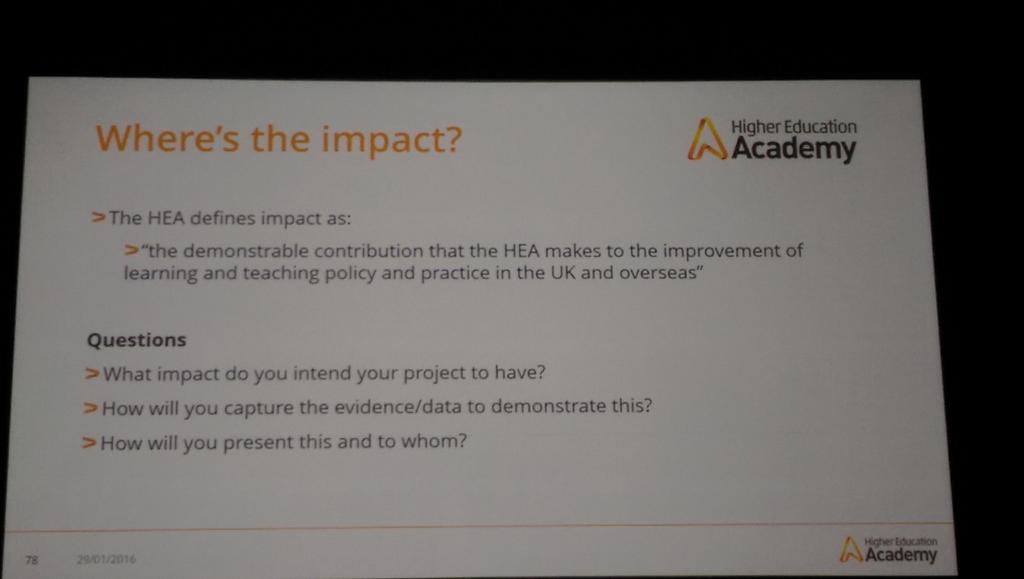 Where's the impact?
Higher Education
Academy
>The HEA defines impact as:
>"the demonstrable contribution that the HEA makes to the improvement of
learning and teaching policy and practice in the UK and overseas"
Questions
>What impact do you intend your project to have?
>How will you capture the evidence/data to demonstrate this?
>How will you present this and to whom?
78
29/01/2016
Higher Education
Academy